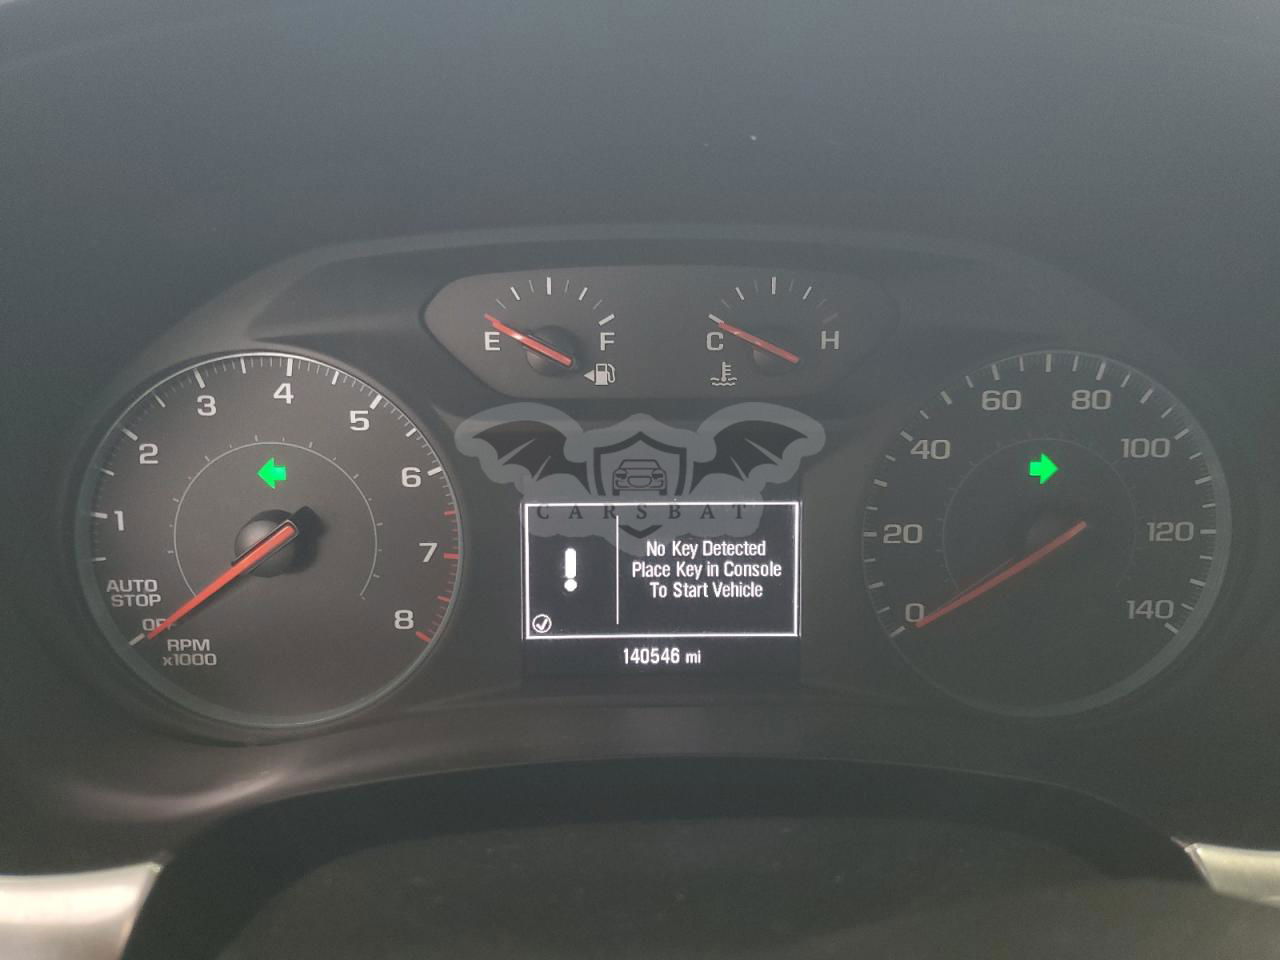 E F
C H
1 2 3 4 5 6 7 8
AUTO
STOP
RPM
x1000
0 20 40 60 80 100 120 140
CARSBAT
No Key Detected
Place Key in Console
To Start Vehicle
140546 mi